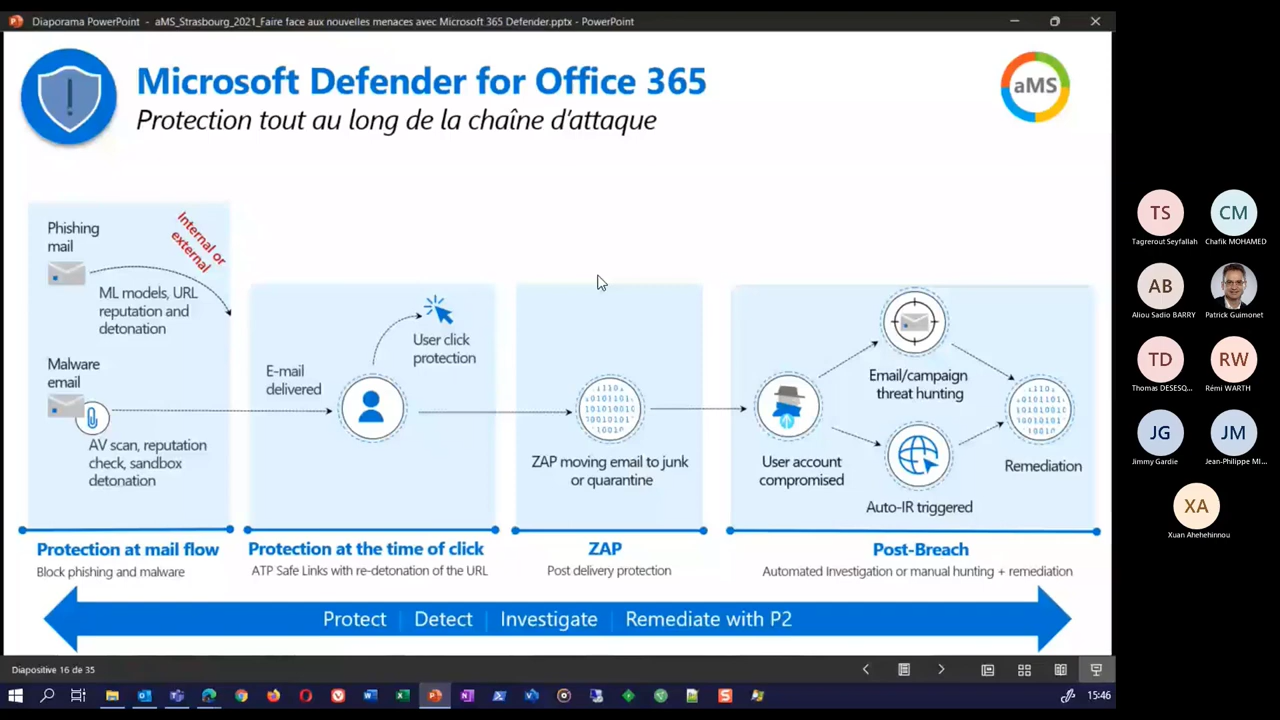 Diaporama PowerPoint - aMS_Strasbourg_2021_Faire face aux nouvelles menaces avec Microsoft 365 Defender.pptx - PowerPoint
Microsoft Defender for Office 365
Protection tout au long de la chaîne d'attaque
aMS
Phishing
mail
Internal or
external
ML models, URL
reputation and
detonation
Malware
email
AV scan, reputation
check, sandbox
detonation
E-mail
delivered
User click
protection
ZAP moving email to junk
or quarantine
User account
compromised
Email/campaign
threat hunting
Auto-IR triggered
Remediation
Protection at mail flow
Block phishing and malware
Protection at the time of click
ATP Safe Links with re-detonation of the URL
ZAP
Post delivery protection
Post-Breach
Automated Investigation or manual hunting + remediation
Protect | Detect | Investigate | Remediate with P2
TS
Tagrerout Seyfallah
CM
Chafik MOHAMED
AB
Aliou Sadio BARRY
Patrick Guimonet
TD
Thomas DESESQ...
RW
Rémi WARTH
JG
Jimmy Gardie
JM
Jean-Philippe MI...
XA
Xuan Ahehehinnou
Diapositive 16 de 35
15:46